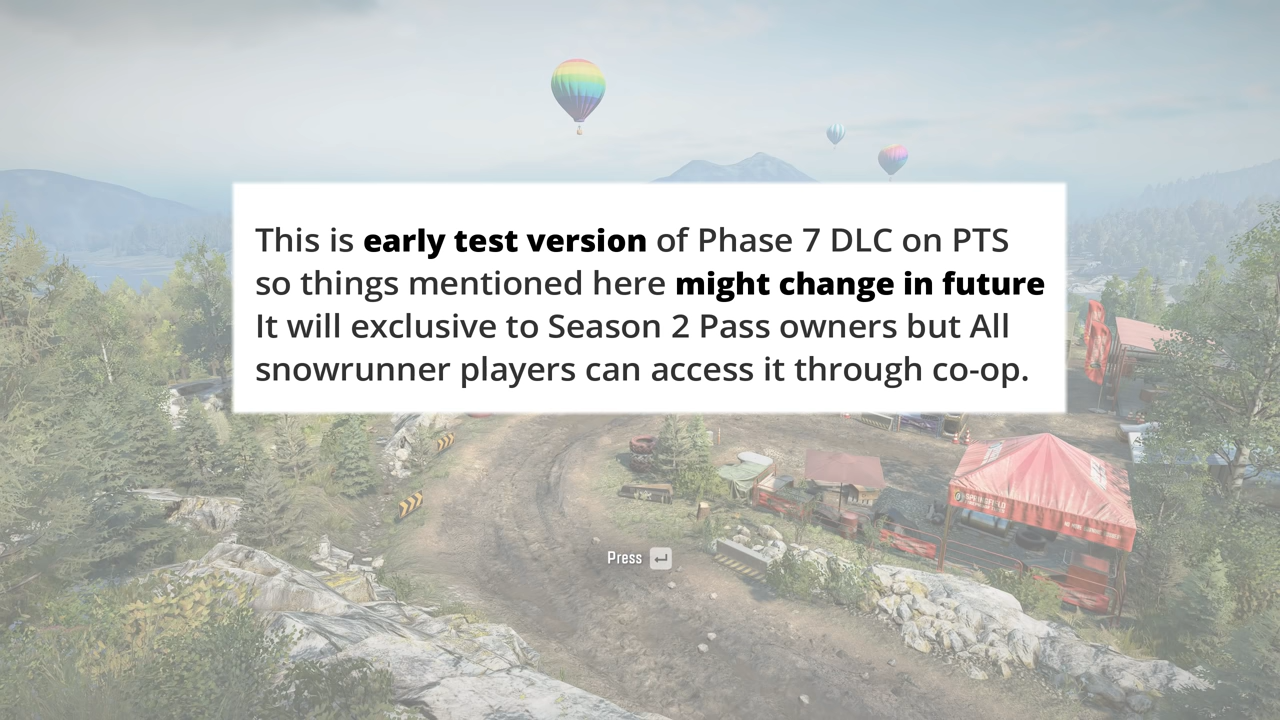 This is early test version of Phase 7 DLC on PTS
so things mentioned here might change in future
It will exclusive to Season 2 Pass owners but All
snowrunner players can access it through co-op.
Press